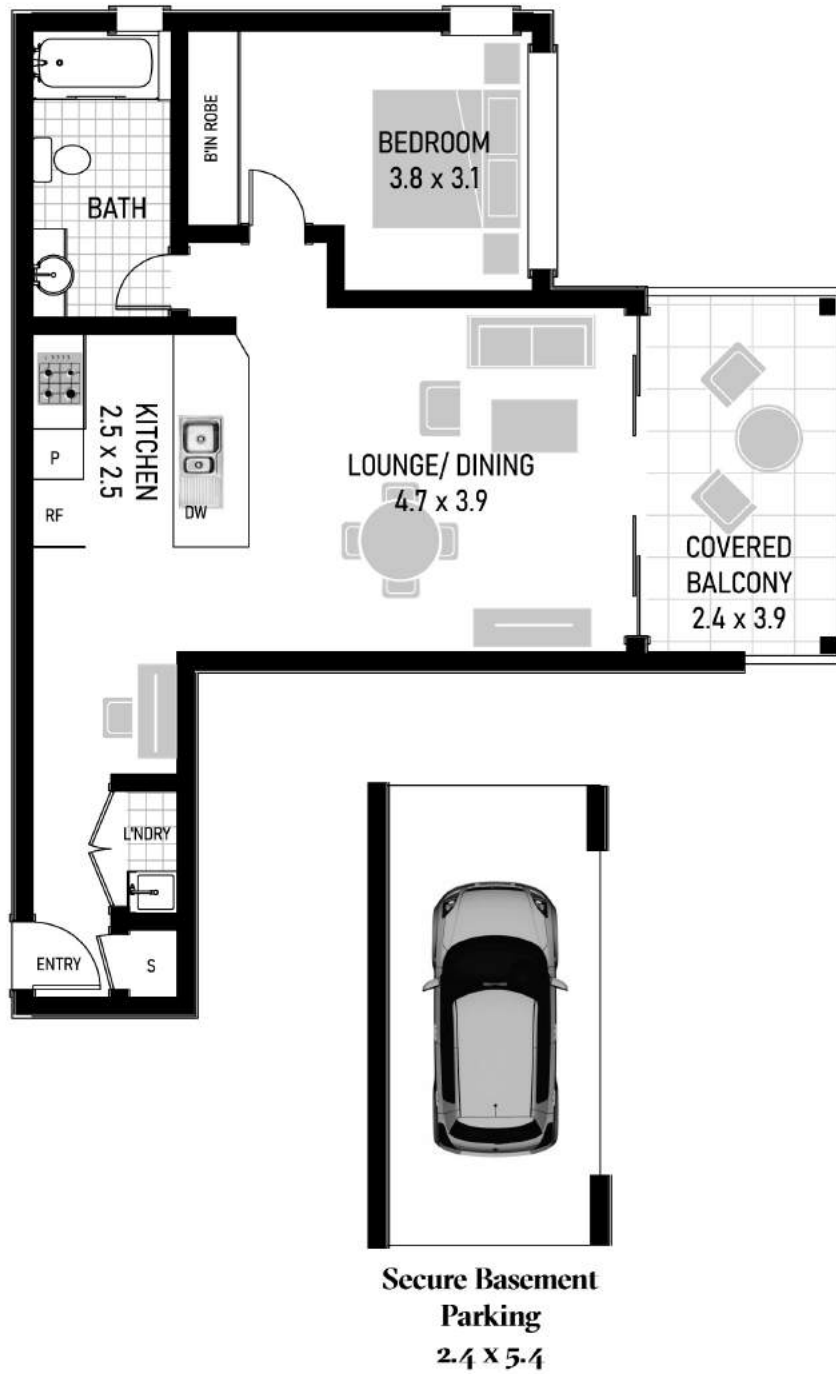 B'IN ROBE
BEDROOM
3.8 x 3.1
BATH
KITCHEN
2.5 x 2.5
P
RF
DW
LOUNGE/ DINING
4.7 x 3.9
COVERED
BALCONY
2.4 x 3.9
L'NDRY
ENTRY
S
Secure Basement
Parking
2.4 x 5.4